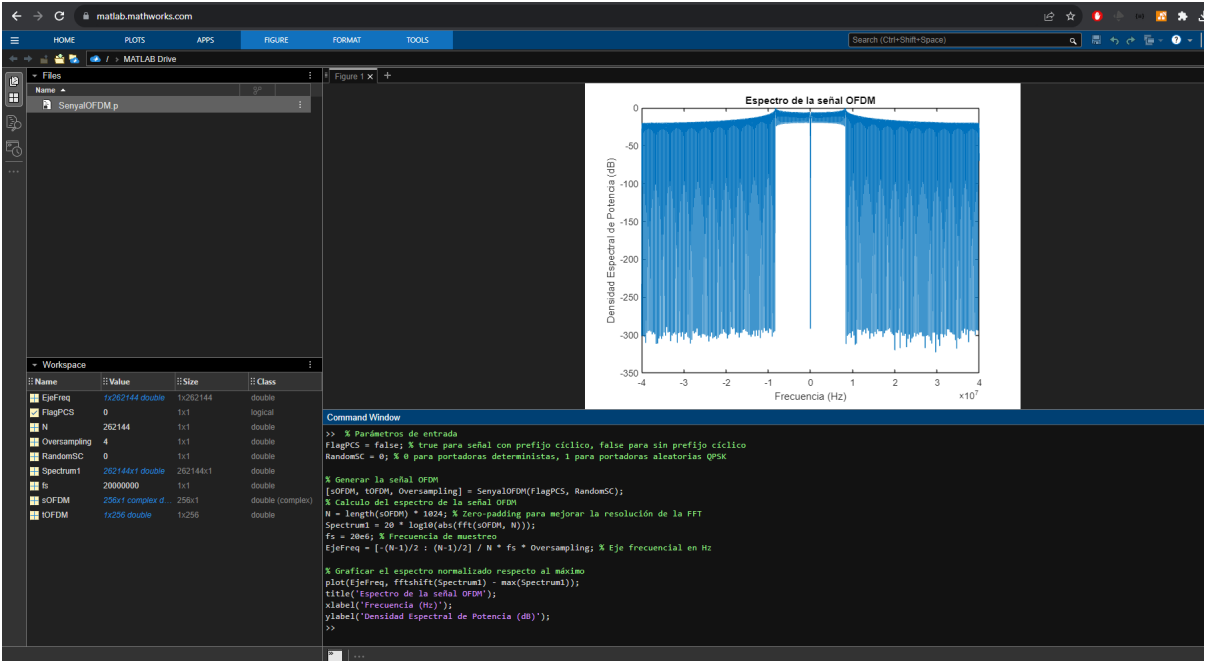 matlab.mathworks.com
HOME PLOTS APPS FIGURE FORMAT TOOLS
Search (Ctrl+Shift+Space)
/ > MATLAB Drive
Files
Name
SenyalOFDM.p
Figure 1 x +
Espectro de la señal OFDM
Densidad Espectral de Potencia (dB)
0
-50
-100
-150
-200
-250
-300
-350
-4 -3 -2 -1 0 1 2 3 4
Frecuencia (Hz)
×10⁷
Workspace
Name Value Size Class
EjeFreq 1x262144 double 1x262144 double
FlagPCS 0 1x1 logical
N 262144 1x1 double
Oversampling 4 1x1 double
RandomSC 0 1x1 double
Spectrum1 262144x1 double 262144x1 double
fs 20000000 1x1 double
sOFDM 256x1 complex d... 256x1 double (complex)
tOFDM 1x256 double 1x256 double
Command Window
>> % Parámetros de entrada
FlagPCS = false; % true para señal con prefijo cíclico, false para sin prefijo cíclico
RandomSC = 0; % 0 para portadoras deterministas, 1 para portadoras aleatorias QPSK
% Generar la señal OFDM
[sOFDM, tOFDM, Oversampling] = SenyalOFDM(FlagPCS, RandomSC);
% Calculo del espectro de la señal OFDM
N = length(sOFDM) * 1024; % Zero-padding para mejorar la resolución de la FFT
Spectrum1 = 20 * log10(abs(fft(sOFDM, N)));
fs = 20e6; % Frecuencia de muestreo
EjeFreq = [-(N-1)/2 : (N-1)/2] / N * fs * Oversampling; % Eje frecuencial en Hz
% Graficar el espectro normalizado respecto al máximo
plot(EjeFreq, fftshift(Spectrum1) - max(Spectrum1));
title('Espectro de la señal OFDM');
xlabel('Frecuencia (Hz)');
ylabel('Densidad Espectral de Potencia (dB)');
>>